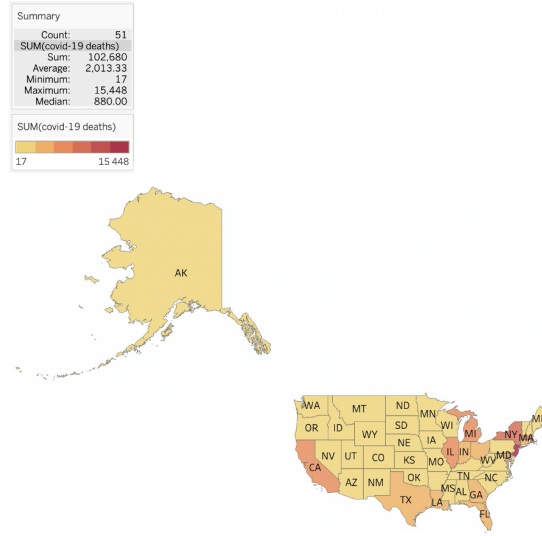 Summary
Count: 51
SUM(covid-19 deaths)
Sum: 102,680
Average: 2,013.33
Minimum: 17
Maximum: 15,448
Median: 880.00
SUM(covid-19 deaths)
17 15 448
AK
WA MT ND MN
OR ID SD WI MI NY MA
WY
NE IA
NV UT CO IL IN
KS MO WV MD
CA
AZ NM OK TN NC
MS AL GA
TX LA
FL